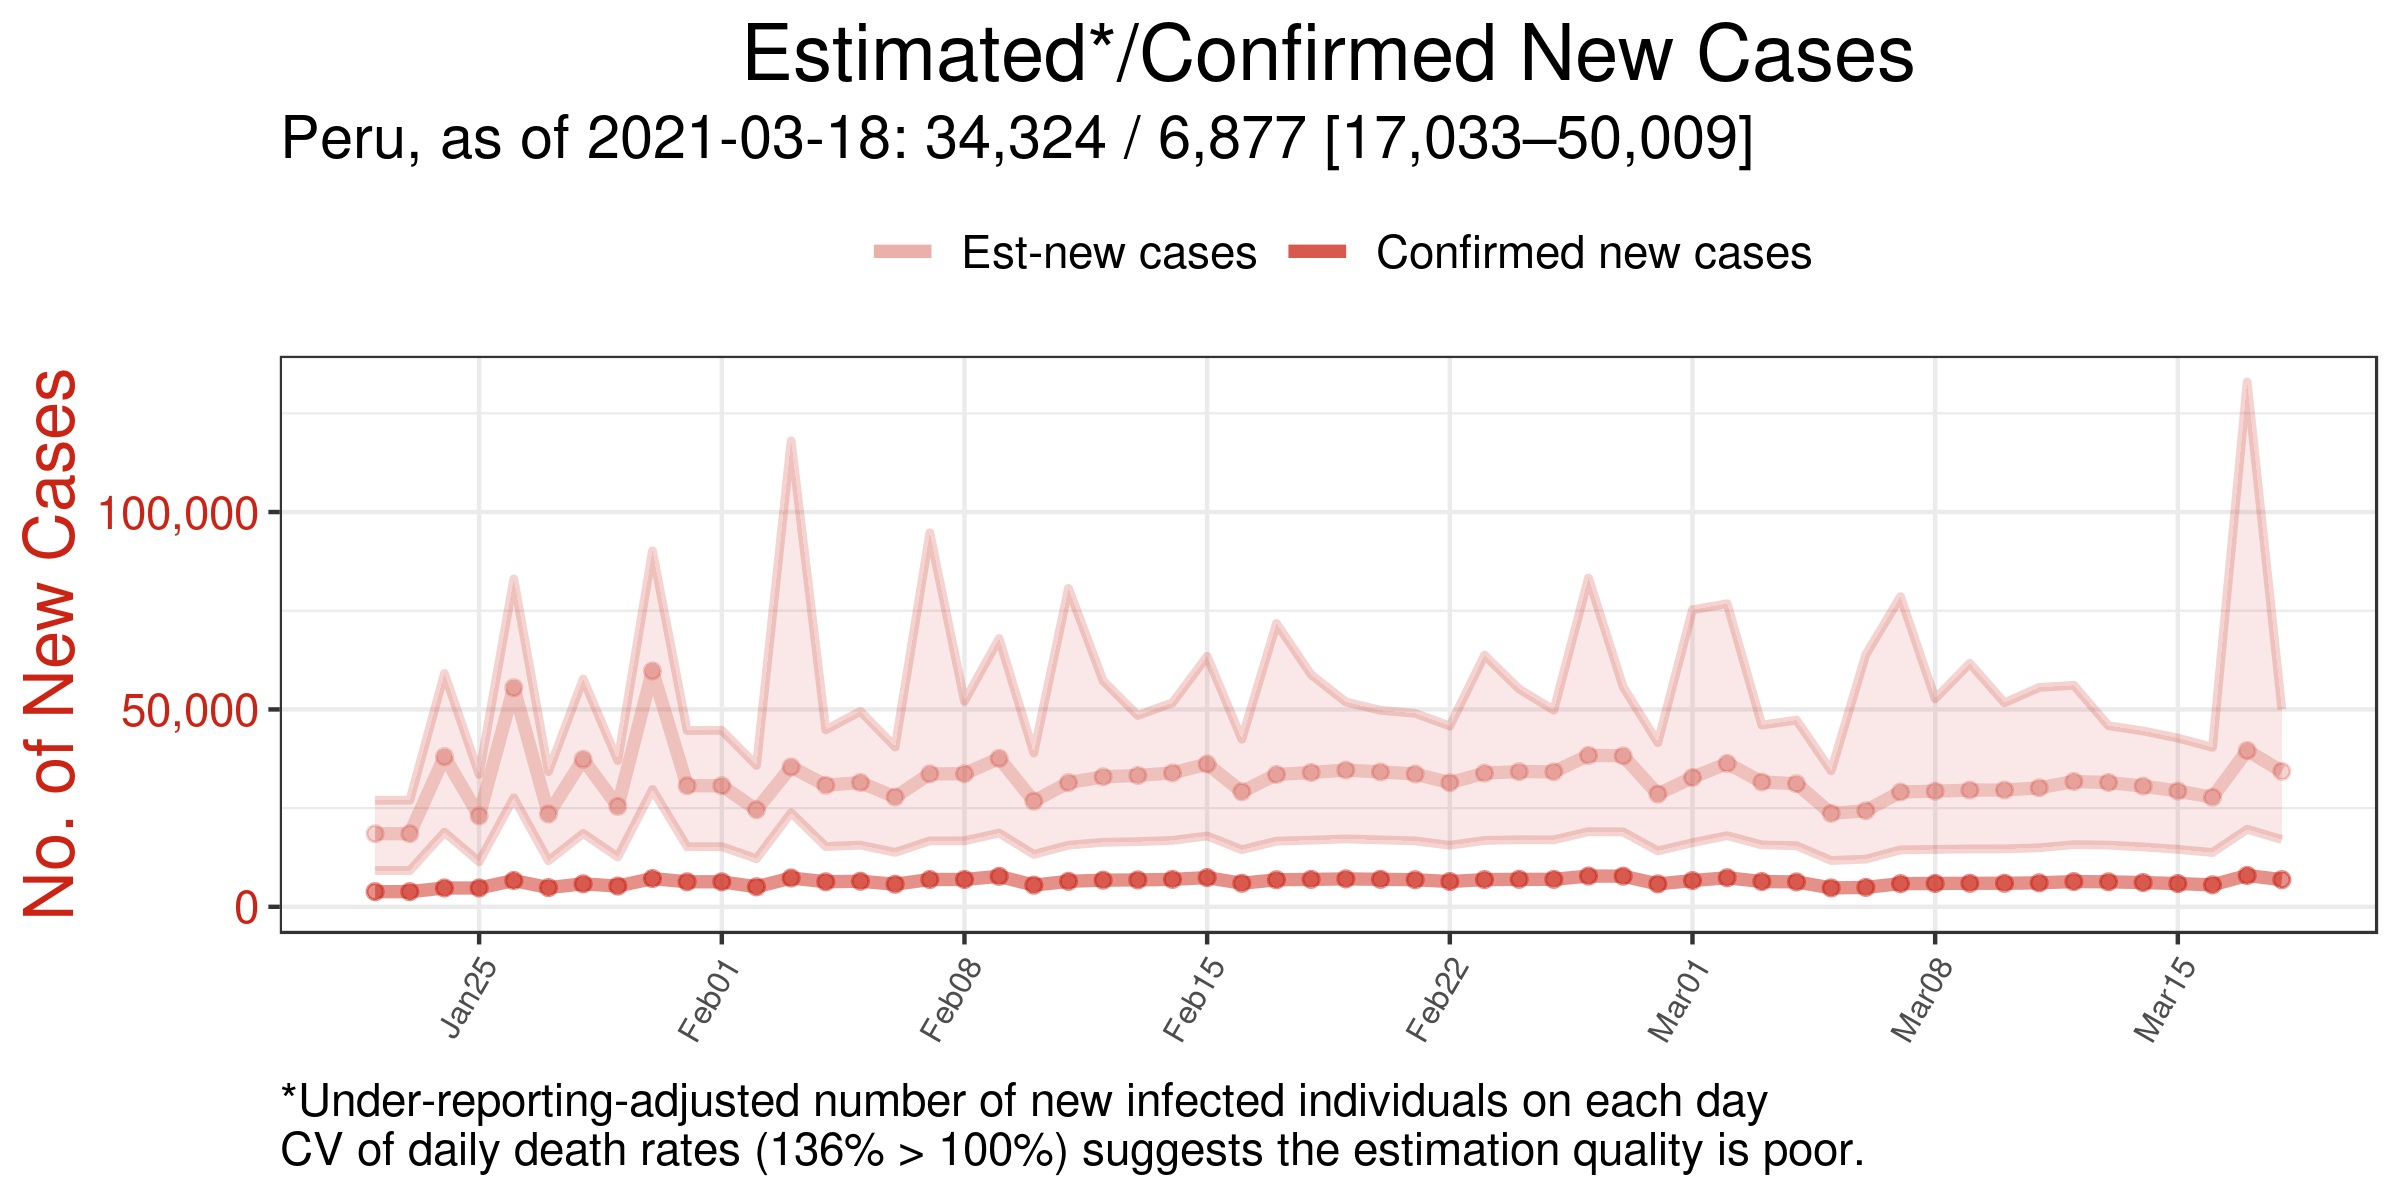 Estimated*/Confirmed New Cases
Peru, as of 2021-03-18: 34,324 / 6,877 [17,033–50,009]
Est-new cases Confirmed new cases
No. of New Cases
100,000
50,000
0
Jan25 Feb01 Feb08 Feb15 Feb22 Mar01 Mar08 Mar15
*Under-reporting-adjusted number of new infected individuals on each day
CV of daily death rates (136% > 100%) suggests the estimation quality is poor.